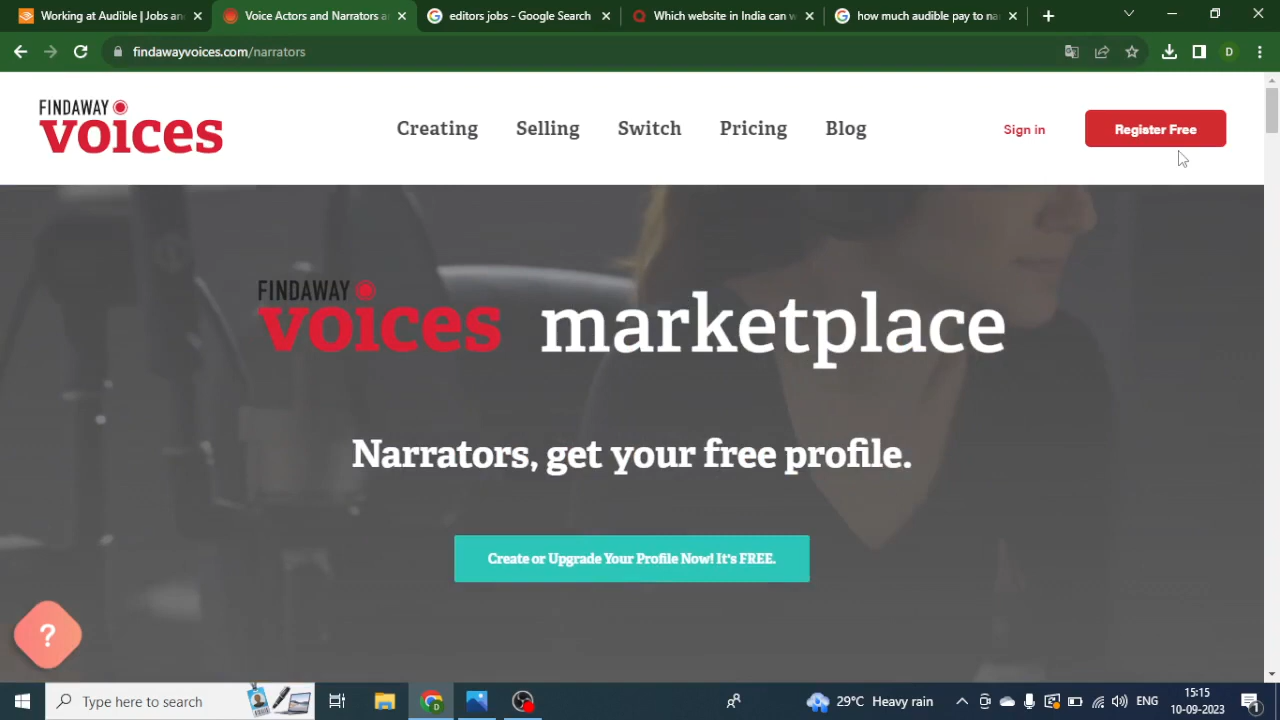 Working at Audible | Jobs and
Voice Actors and Narrators a
editors jobs - Google Search
Which website in India can w
how much audible pay to na
findawayvoices.com/narrators
D
FINDAWAY
voices
Creating
Selling
Switch
Pricing
Blog
Sign in
Register Free
FINDAWAY
voices marketplace
Narrators, get your free profile.
Create or Upgrade Your Profile Now! It's FREE.
?
Type here to search
29°C Heavy rain
ENG
15:15
10-09-2023
1